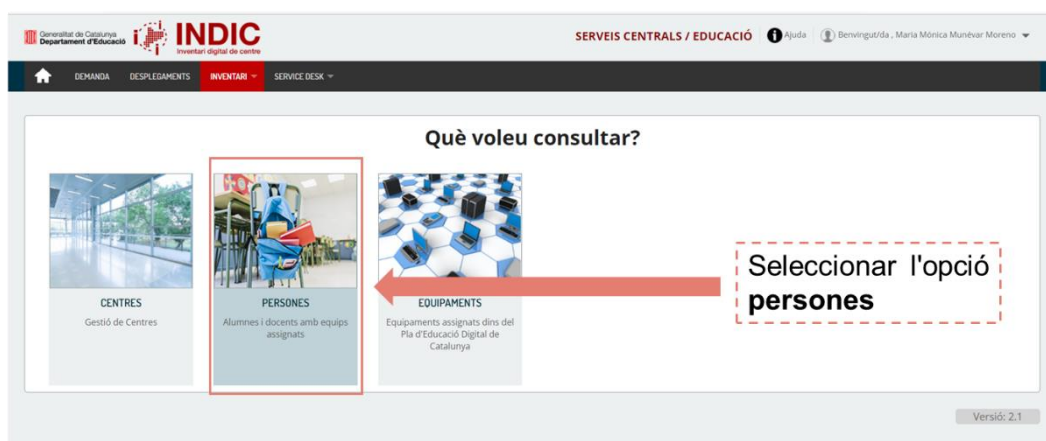 Generalitat de Catalunya
Departament d'Educació
INDIC
Inventari digital de centre
SERVEIS CENTRALS / EDUCACIÓ
Ajuda
Benvingut/da , Maria Mònica Munévar Moreno
DEMANDA DESPLEGAMENTS INVENTARI SERVICE DESK
Què voleu consultar?
CENTRES
Gestió de Centres
PERSONES
Alumnes i docents amb equips
assignats
EQUIPAMENTS
Equipaments assignats dins del
Pla d'Educació Digital de
Catalunya
Seleccionar l'opció
persones
Versió: 2.1